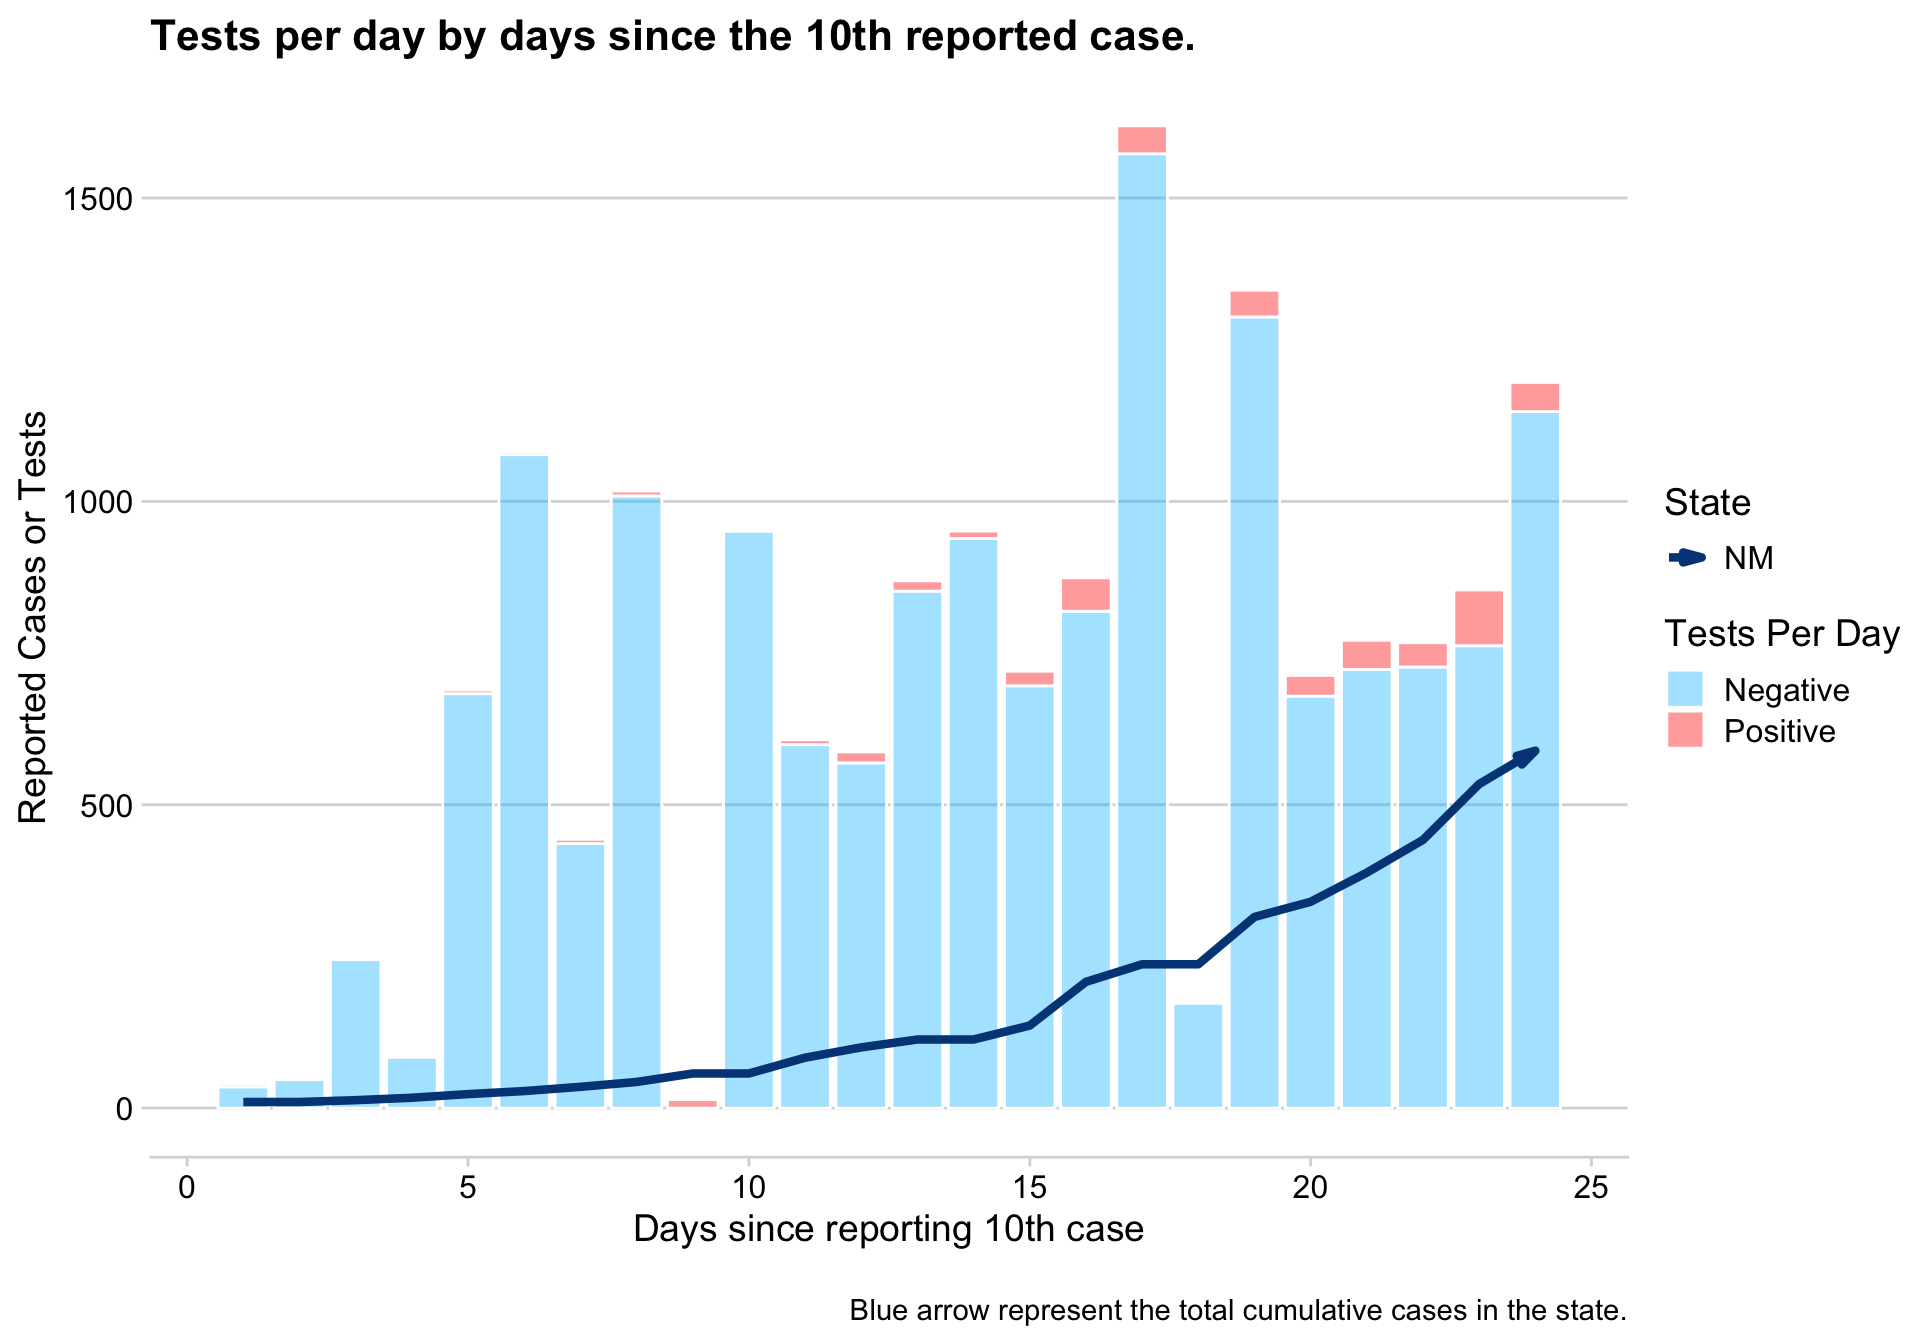 Tests per day by days since the 10th reported case.
Reported Cases or Tests
1500
1000
500
0
0 5 10 15 20 25
Days since reporting 10th case
State
NM
Tests Per Day
Negative
Positive
Blue arrow represent the total cumulative cases in the state.